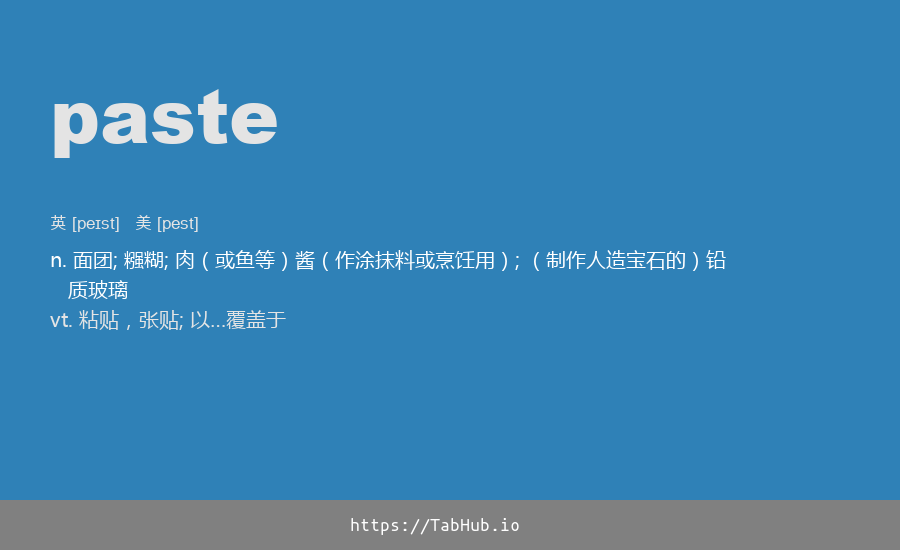 paste
英 [peɪst] 美 [pest]
n. 面团; 糨糊; 肉（或鱼等）酱（作涂抹料或烹饪用）; （制作人造宝石的）铅
质玻璃
vt. 粘贴，张贴; 以…覆盖于
https://TabHub.io